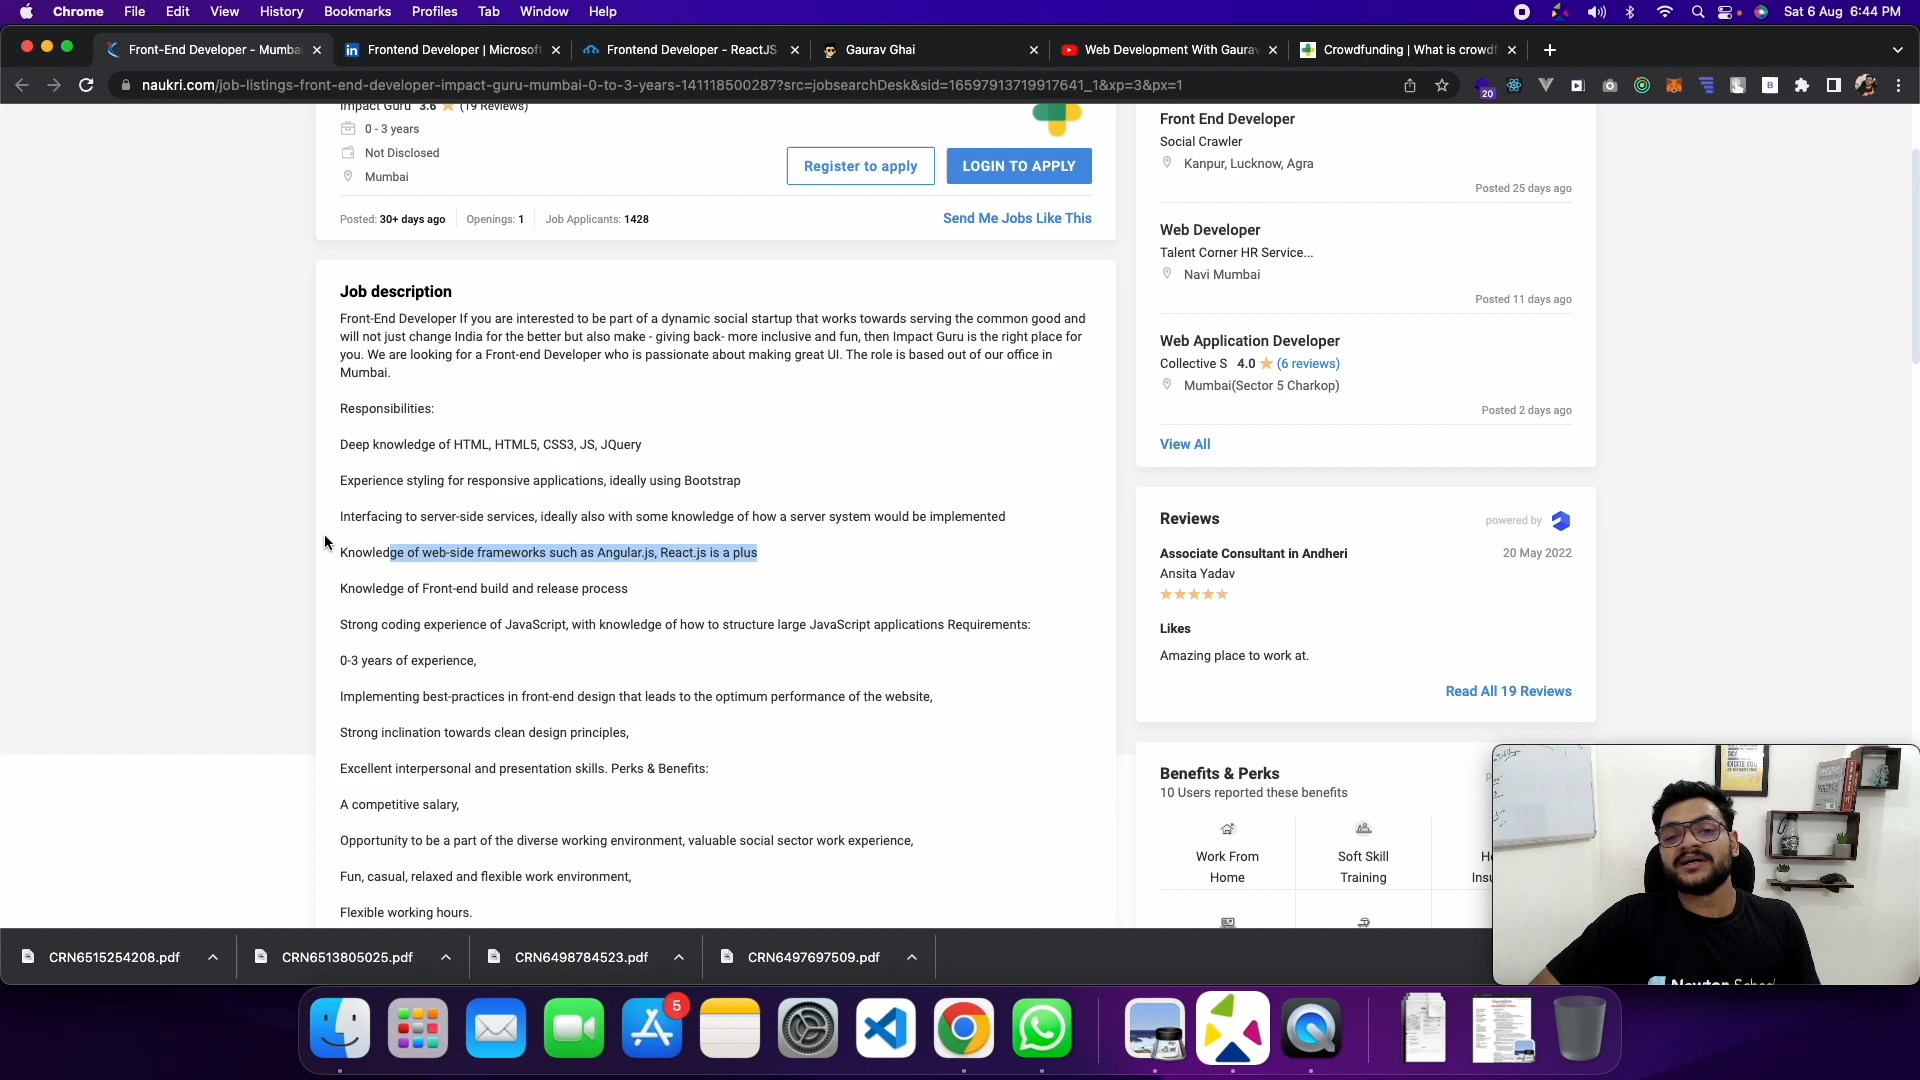 Chrome File Edit View History Bookmarks Profiles Tab Window Help
Sat 6 Aug 6:44 PM
Front-End Developer - Mumbai
Frontend Developer | Microsoft
Frontend Developer - ReactJS
Gaurav Ghai
Web Development With Gaurav
Crowdfunding | What is crowdf
naukri.com/job-listings-front-end-developer-impact-guru-mumbai-0-to-3-years-141118500287?src=jobsearchDesk&sid=16597913719917641_1&xp=3&px=1
20
Impact Guru 3.6 (19 Reviews)
0 - 3 years
Not Disclosed
Mumbai
Register to apply
LOGIN TO APPLY
Posted: 30+ days ago
Openings: 1
Job Applicants: 1428
Send Me Jobs Like This
Job description
Front-End Developer If you are interested to be part of a dynamic social startup that works towards serving the common good and
will not just change India for the better but also make - giving back- more inclusive and fun, then Impact Guru is the right place for
you. We are looking for a Front-end Developer who is passionate about making great UI. The role is based out of our office in
Mumbai.
Responsibilities:
Deep knowledge of HTML, HTML5, CSS3, JS, JQuery
Experience styling for responsive applications, ideally using Bootstrap
Interfacing to server-side services, ideally also with some knowledge of how a server system would be implemented
Knowledge of web-side frameworks such as Angular.js, React.js is a plus
Knowledge of Front-end build and release process
Strong coding experience of JavaScript, with knowledge of how to structure large JavaScript applications Requirements:
0-3 years of experience,
Implementing best-practices in front-end design that leads to the optimum performance of the website,
Strong inclination towards clean design principles,
Excellent interpersonal and presentation skills. Perks & Benefits:
A competitive salary,
Opportunity to be a part of the diverse working environment, valuable social sector work experience,
Fun, casual, relaxed and flexible work environment,
Flexible working hours.
Front End Developer
Social Crawler
Kanpur, Lucknow, Agra
Posted 25 days ago
Web Developer
Talent Corner HR Service...
Navi Mumbai
Posted 11 days ago
Web Application Developer
Collective S 4.0 (6 reviews)
Mumbai(Sector 5 Charkop)
Posted 2 days ago
View All
Reviews
powered by
Associate Consultant in Andheri
20 May 2022
Ansita Yadav
Likes
Amazing place to work at.
Read All 19 Reviews
Benefits & Perks
10 Users reported these benefits
Work From
Home
Soft Skill
Training
CRN6515254208.pdf
CRN6513805025.pdf
CRN6498784523.pdf
CRN6497697509.pdf
Newton School
5